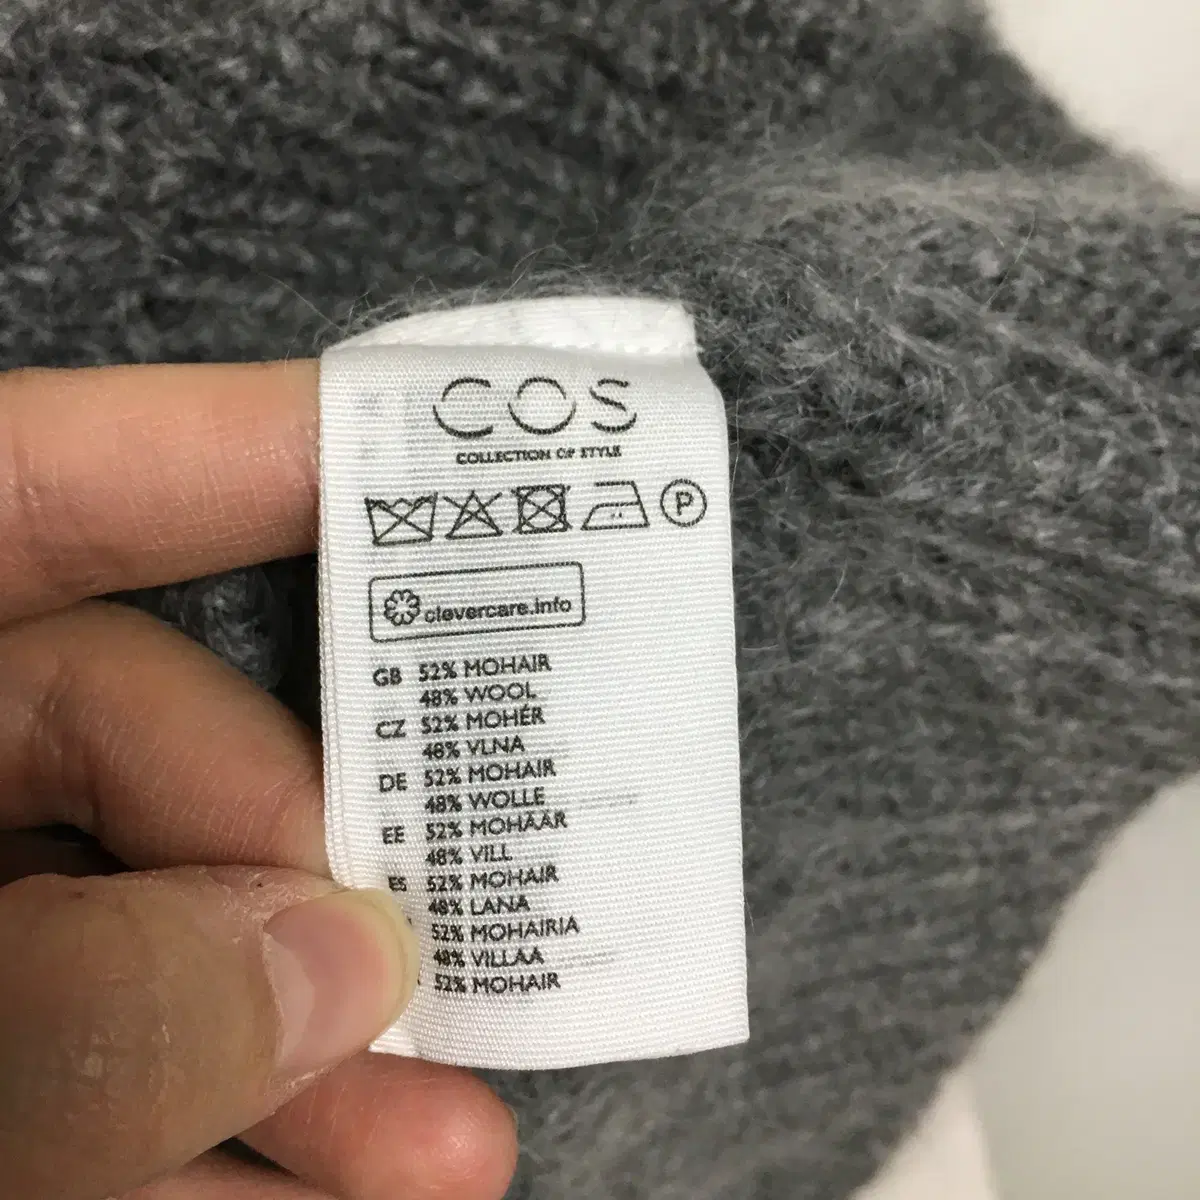 COS
COLLECTION OF STYLE
P
clevercare.info
GB 52% MOHAIR
48% WOOL
CZ 52% MOHÉR
48% VLNA
DE 52% MOHAIR
48% WOLLE
EE 52% MOHÄÄR
48% VILL
ES 52% MOHAIR
48% LANA
52% MOHAIRIA
48% VILLAA
52% MOHAIR